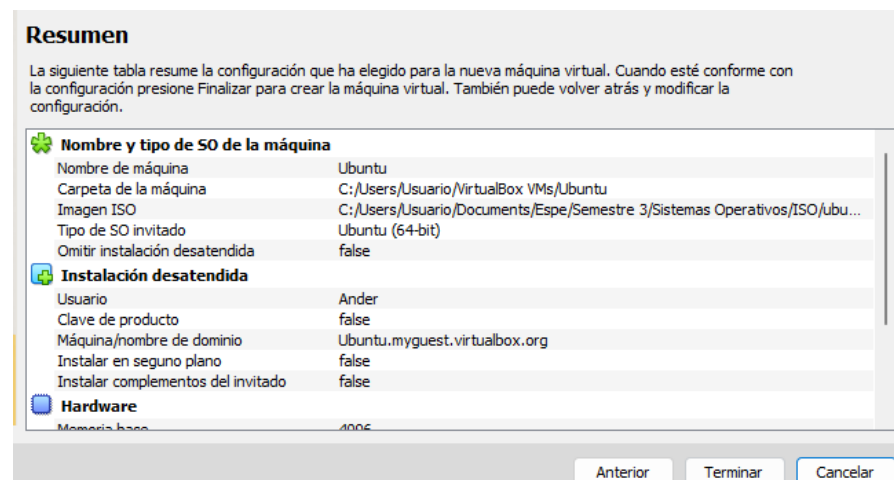 Resumen
La siguiente tabla resume la configuración que ha elegido para la nueva máquina virtual. Cuando esté conforme con
la configuración presione Finalizar para crear la máquina virtual. También puede volver atrás y modificar la
configuración.
Nombre y tipo de SO de la máquina
Nombre de máquina Ubuntu
Carpeta de la máquina C:/Users/Usuario/VirtualBox VMs/Ubuntu
Imagen ISO C:/Users/Usuario/Documents/Espe/Semestre 3/Sistemas Operativos/ISO/ubu...
Tipo de SO invitado Ubuntu (64-bit)
Omitir instalación desatendida false
Instalación desatendida
Usuario Ander
Clave de producto false
Máquina/nombre de dominio Ubuntu.myguest.virtualbox.org
Instalar en seguno plano false
Instalar complementos del invitado false
Hardware
Memoria base
Anterior Terminar Cancelar